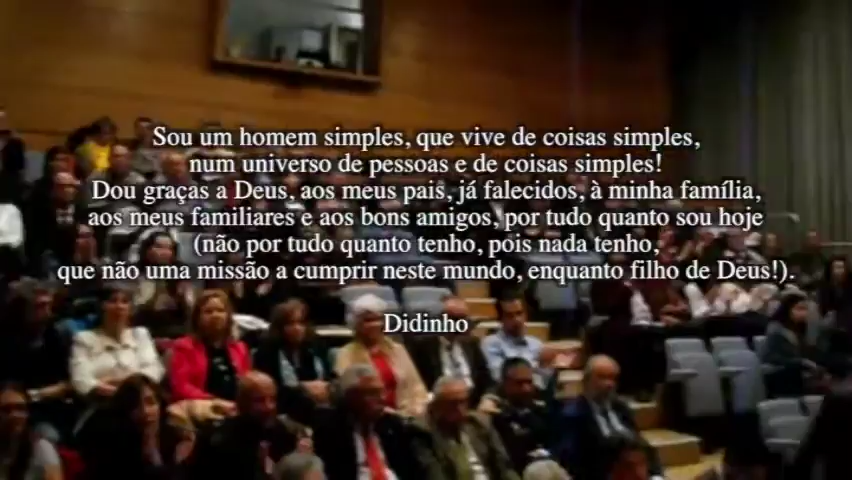 Sou um homem simples, que vive de coisas simples,
num universo de pessoas e de coisas simples!
Dou graças a Deus, aos meus pais, já falecidos, à minha família,
aos meus familiares e aos bons amigos, por tudo quanto sou hoje
(não por tudo quanto tenho, pois nada tenho,
que não uma missão a cumprir neste mundo, enquanto filho de Deus!).
Didinho